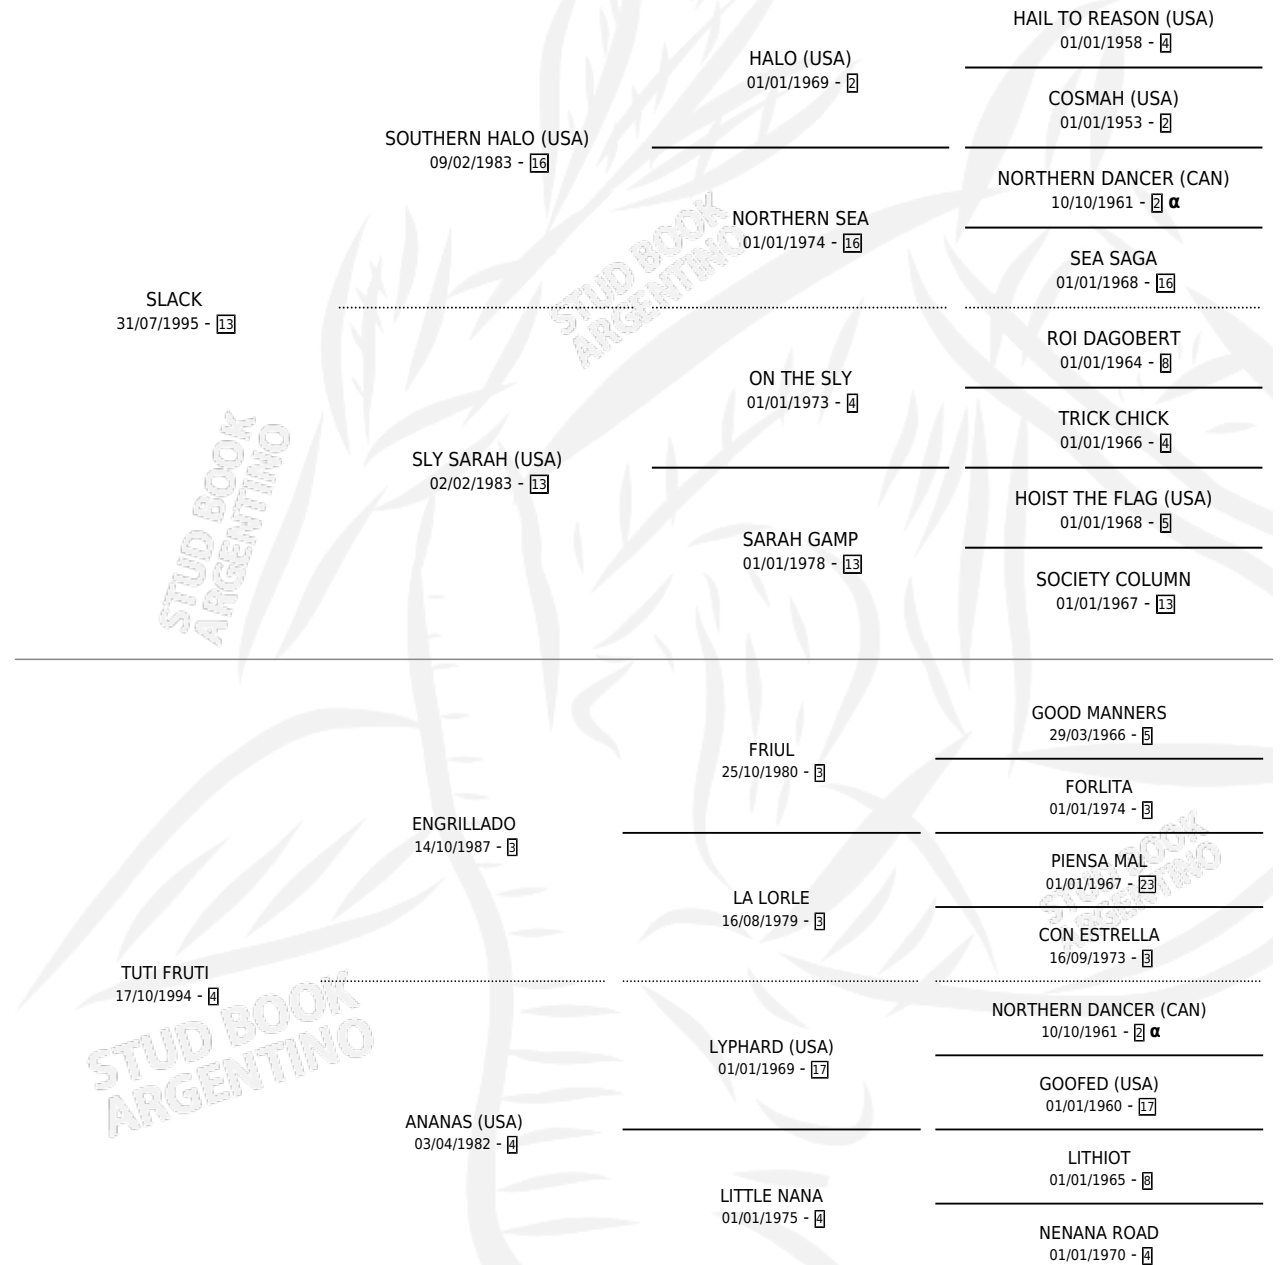 HAIL TO REASON (USA)
01/01/1958 - 4
HALO (USA)
01/01/1969 - 2
COSMAH (USA)
01/01/1953 - 2
SOUTHERN HALO (USA)
09/02/1983 - 16
NORTHERN DANCER (CAN)
10/10/1961 - 2 α
NORTHERN SEA
01/01/1974 - 16
SEA SAGA
01/01/1968 - 16
STUD BOOK
ARGENTINO
SLACK
31/07/1995 - 13
ROI DAGOBERT
01/01/1964 - 8
ON THE SLY
01/01/1973 - 4
TRICK CHICK
01/01/1966 - 4
SLY SARAH (USA)
02/02/1983 - 13
HOIST THE FLAG (USA)
01/01/1968 - 5
SARAH GAMP
01/01/1978 - 13
SOCIETY COLUMN
01/01/1967 - 13
STUD BOOK
ARGENTINO
GOOD MANNERS
29/03/1966 - 5
FRIUL
25/10/1980 - 3
FORLITA
01/01/1974 - 3
ENGRILLADO
14/10/1987 - 3
PIENSA MAL
01/01/1967 - 23
LA LORLE
16/08/1979 - 3
CON ESTRELLA
16/09/1973 - 3
STUD BOOK
ARGENTINO
TUTI FRUTI
17/10/1994 - 4
NORTHERN DANCER (CAN)
10/10/1961 - 2 α
LYPHARD (USA)
01/01/1969 - 17
GOOFED (USA)
01/01/1960 - 17
STUD BOOK
ARGENTINO
ANANAS (USA)
03/04/1982 - 4
LITHIOT
01/01/1965 - 8
LITTLE NANA
01/01/1975 - 4
NENANA ROAD
01/01/1970 - 4